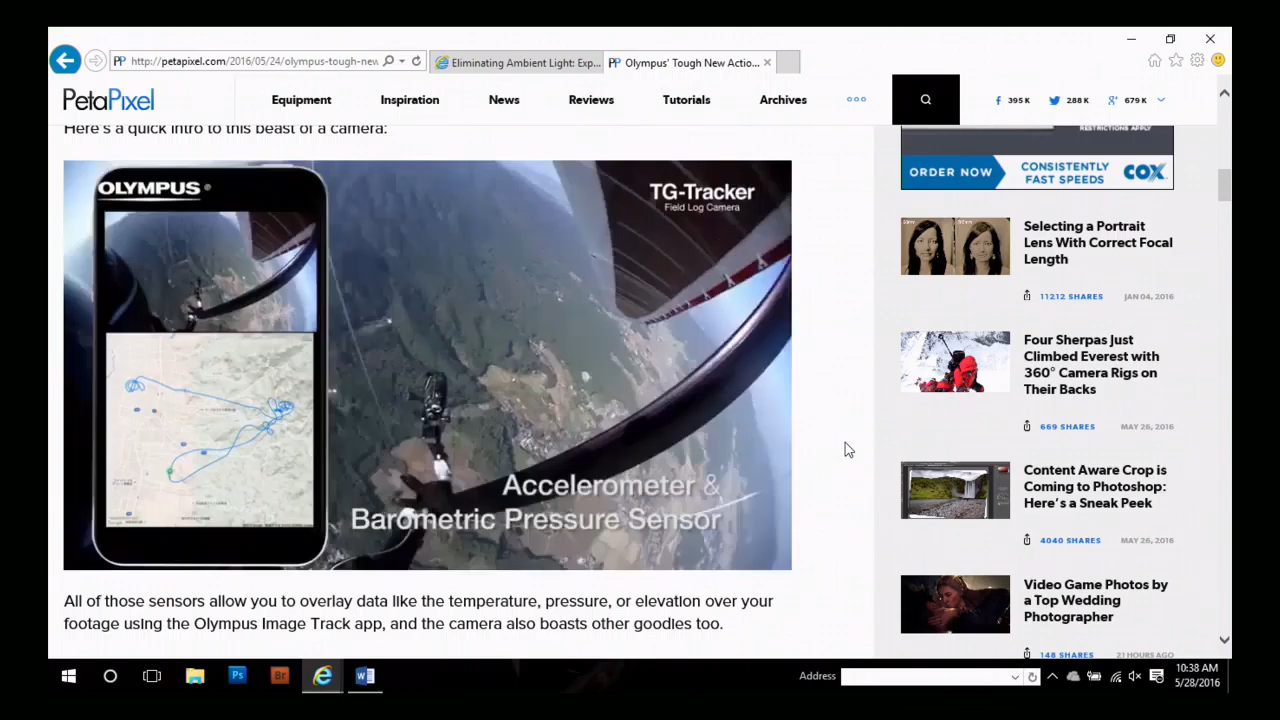 http://petapixel.com/2016/05/24/olympus-tough-new-
Eliminating Ambient Light: Exp...
Olympus' Tough New Actio...
PetaPixel
Equipment
Inspiration
News
Reviews
Tutorials
Archives
395 K
288 K
679 K
Here's a quick intro to this beast of a camera:
OLYMPUS
TG-Tracker
Field Log Camera
Accelerometer &
Barometric Pressure Sensor
All of those sensors allow you to overlay data like the temperature, pressure, or elevation over your
footage using the Olympus Image Track app, and the camera also boasts other goodies too.
RESTRICTIONS APPLY
ORDER NOW
CONSISTENTLY
FAST SPEEDS
COX
Selecting a Portrait
Lens With Correct Focal
Length
11212 SHARES
JAN 04, 2016
Four Sherpas Just
Climbed Everest with
360° Camera Rigs on
Their Backs
669 SHARES
MAY 26, 2016
Content Aware Crop is
Coming to Photoshop:
Here's a Sneak Peek
4040 SHARES
MAY 26, 2016
Video Game Photos by
a Top Wedding
Photographer
148 SHARES
21 HOURS AGO
Ps
Br
Address
10:38 AM
5/28/2016